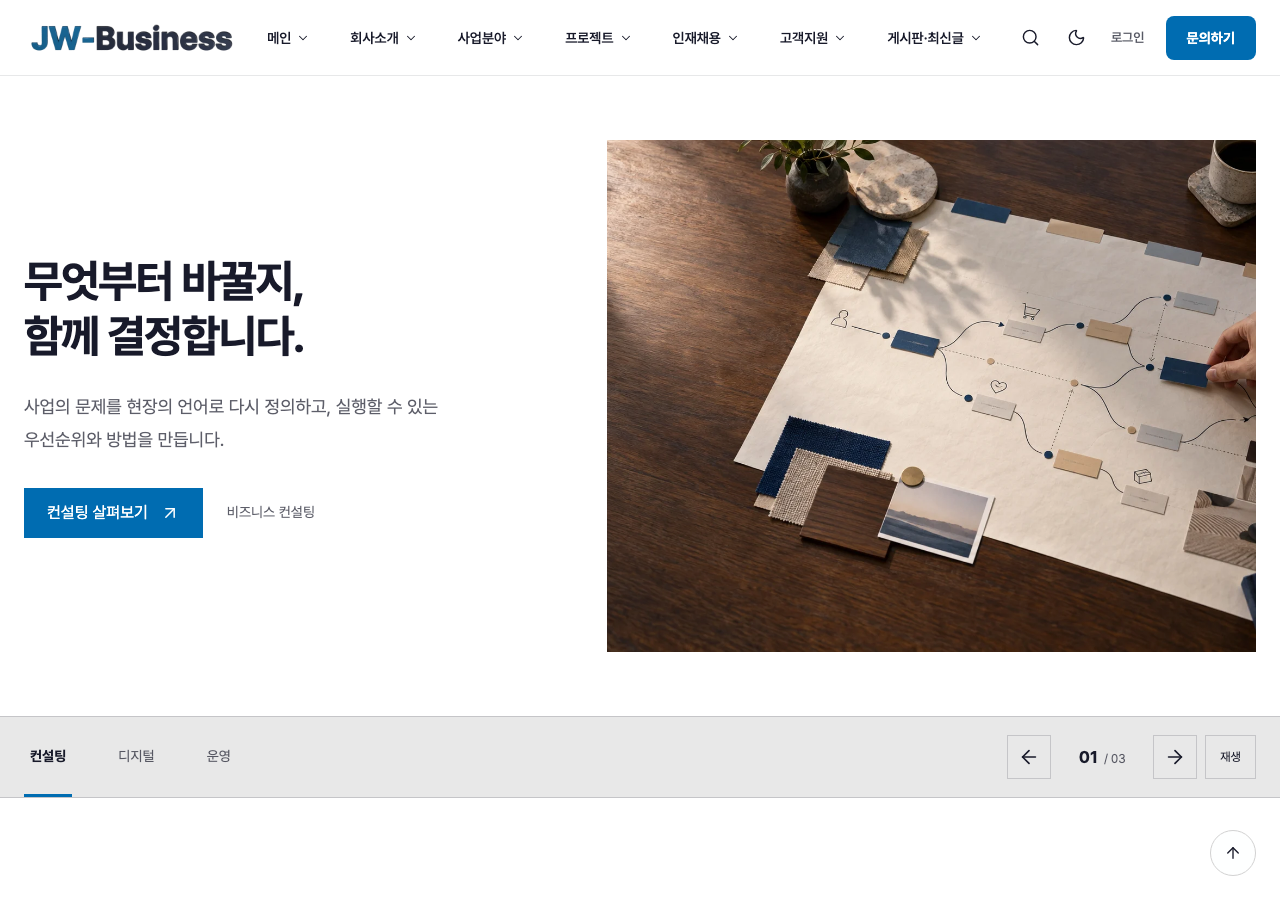 JW-Business
메인
회사소개
사업분야
프로젝트
인재채용
고객지원
게시판·최신글
로그인
문의하기
무엇부터 바꿀지,
함께 결정합니다.
사업의 문제를 현장의 언어로 다시 정의하고, 실행할 수 있는
우선순위와 방법을 만듭니다.
컨설팅 살펴보기
비즈니스 컨설팅
컨설팅
디지털
운영
01 / 03
재생